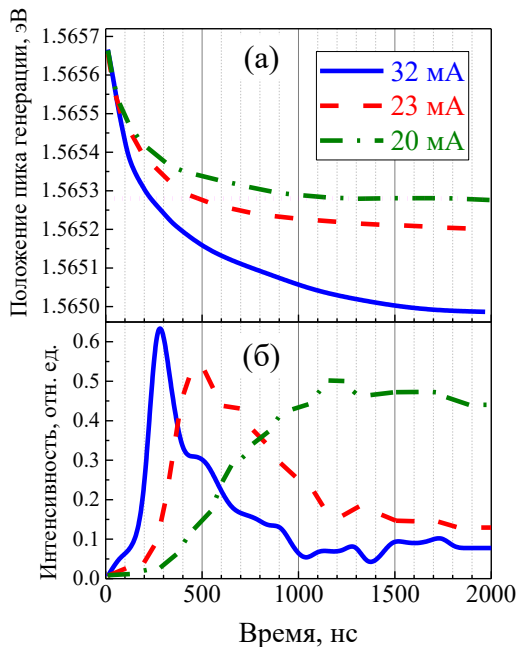 Положение пика генерации, эВ
1.5657
1.5656
1.5655
1.5654
1.5653
1.5652
1.5651
1.5650
(а)
32 мА
23 мА
20 мА
Интенсивность, отн. ед.
0.6
0.5
0.4
0.3
0.2
0.1
0.0
(б)
0 500 1000 1500 2000
Время, нс